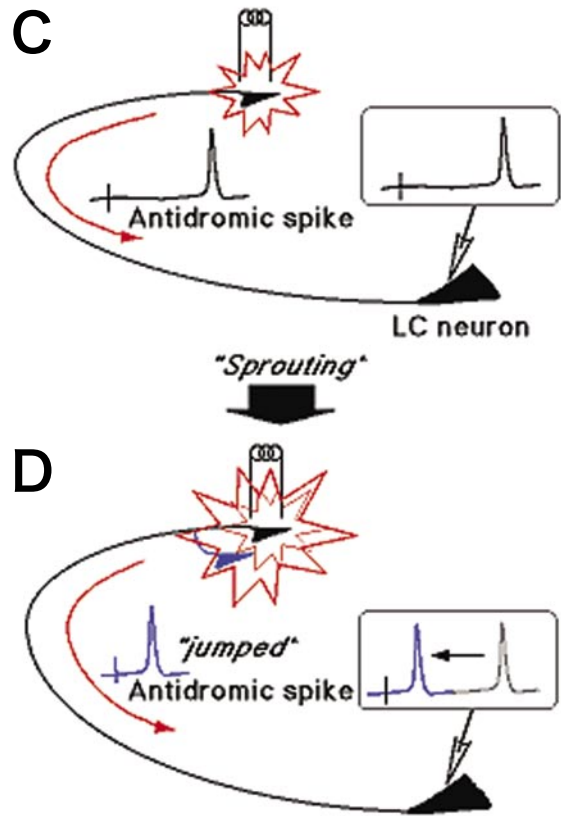 C
Antidromic spike
LC neuron
"Sprouting"
D
"jumped"
Antidromic spike